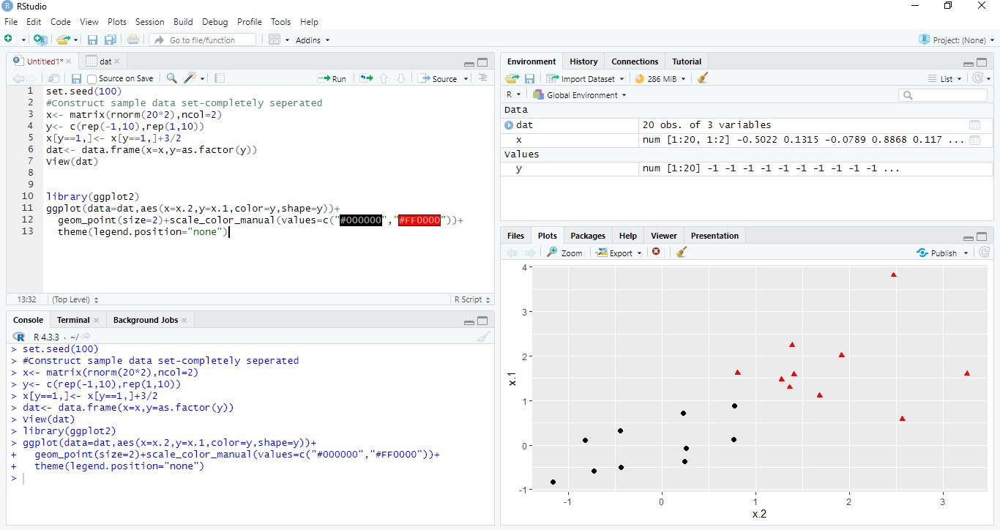 RStudio
File Edit Code View Plots Session Build Debug Profile Tools Help
Go to file/function Addins Project: (None)
Untitled1* dat
Source on Save Run Source
1 set.seed(100)
2 #Construct sample data set-completely seperated
3 x<- matrix(rnorm(20*2),ncol=2)
4 y<- c(rep(-1,10),rep(1,10))
5 x[y==1,]<- x[y==1,]+3/2
6 dat<- data.frame(x=x,y=as.factor(y))
7 View(dat)
8
9
10 library(ggplot2)
11 ggplot(data=dat,aes(x=x.2,y=x.1,color=y,shape=y))+
12 geom_point(size=2)+scale_color_manual(values=c("#000000","#FF0000"))+
13 theme(legend.position="none")
13:32 (Top Level) R Script
Console Terminal Background Jobs
R 4.3.3 · ~/
> set.seed(100)
> #Construct sample data set-completely seperated
> x<- matrix(rnorm(20*2),ncol=2)
> y<- c(rep(-1,10),rep(1,10))
> x[y==1,]<- x[y==1,]+3/2
> dat<- data.frame(x=x,y=as.factor(y))
> View(dat)
> library(ggplot2)
> ggplot(data=dat,aes(x=x.2,y=x.1,color=y,shape=y))+
+ geom_point(size=2)+scale_color_manual(values=c("#000000","#FF0000"))+
+ theme(legend.position="none")
>
Environment History Connections Tutorial
Import Dataset 286 MiB List
R Global Environment
Data
dat 20 obs. of 3 variables
x num [1:20, 1:2] -0.5022 0.1315 -0.0789 0.8868 0.117 ...
Values
y num [1:20] -1 -1 -1 -1 -1 -1 -1 -1 -1 -1 ...
Files Plots Packages Help Viewer Presentation
Zoom Export Publish
4
3
2
1
0
-1
x.1
-1 0 1 2 3
x.2